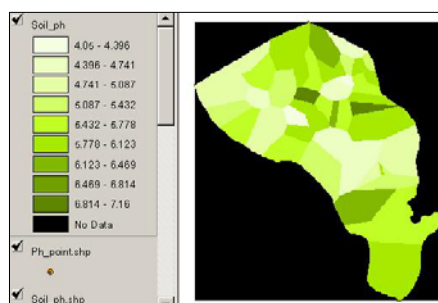 Soil_ph
4.05 - 4.396
4.396 - 4.741
4.741 - 5.087
5.087 - 5.432
5.432 - 5.778
5.778 - 6.123
6.123 - 6.469
6.469 - 6.814
6.814 - 7.16
No Data
Ph_point.shp
Soil_ph.shp